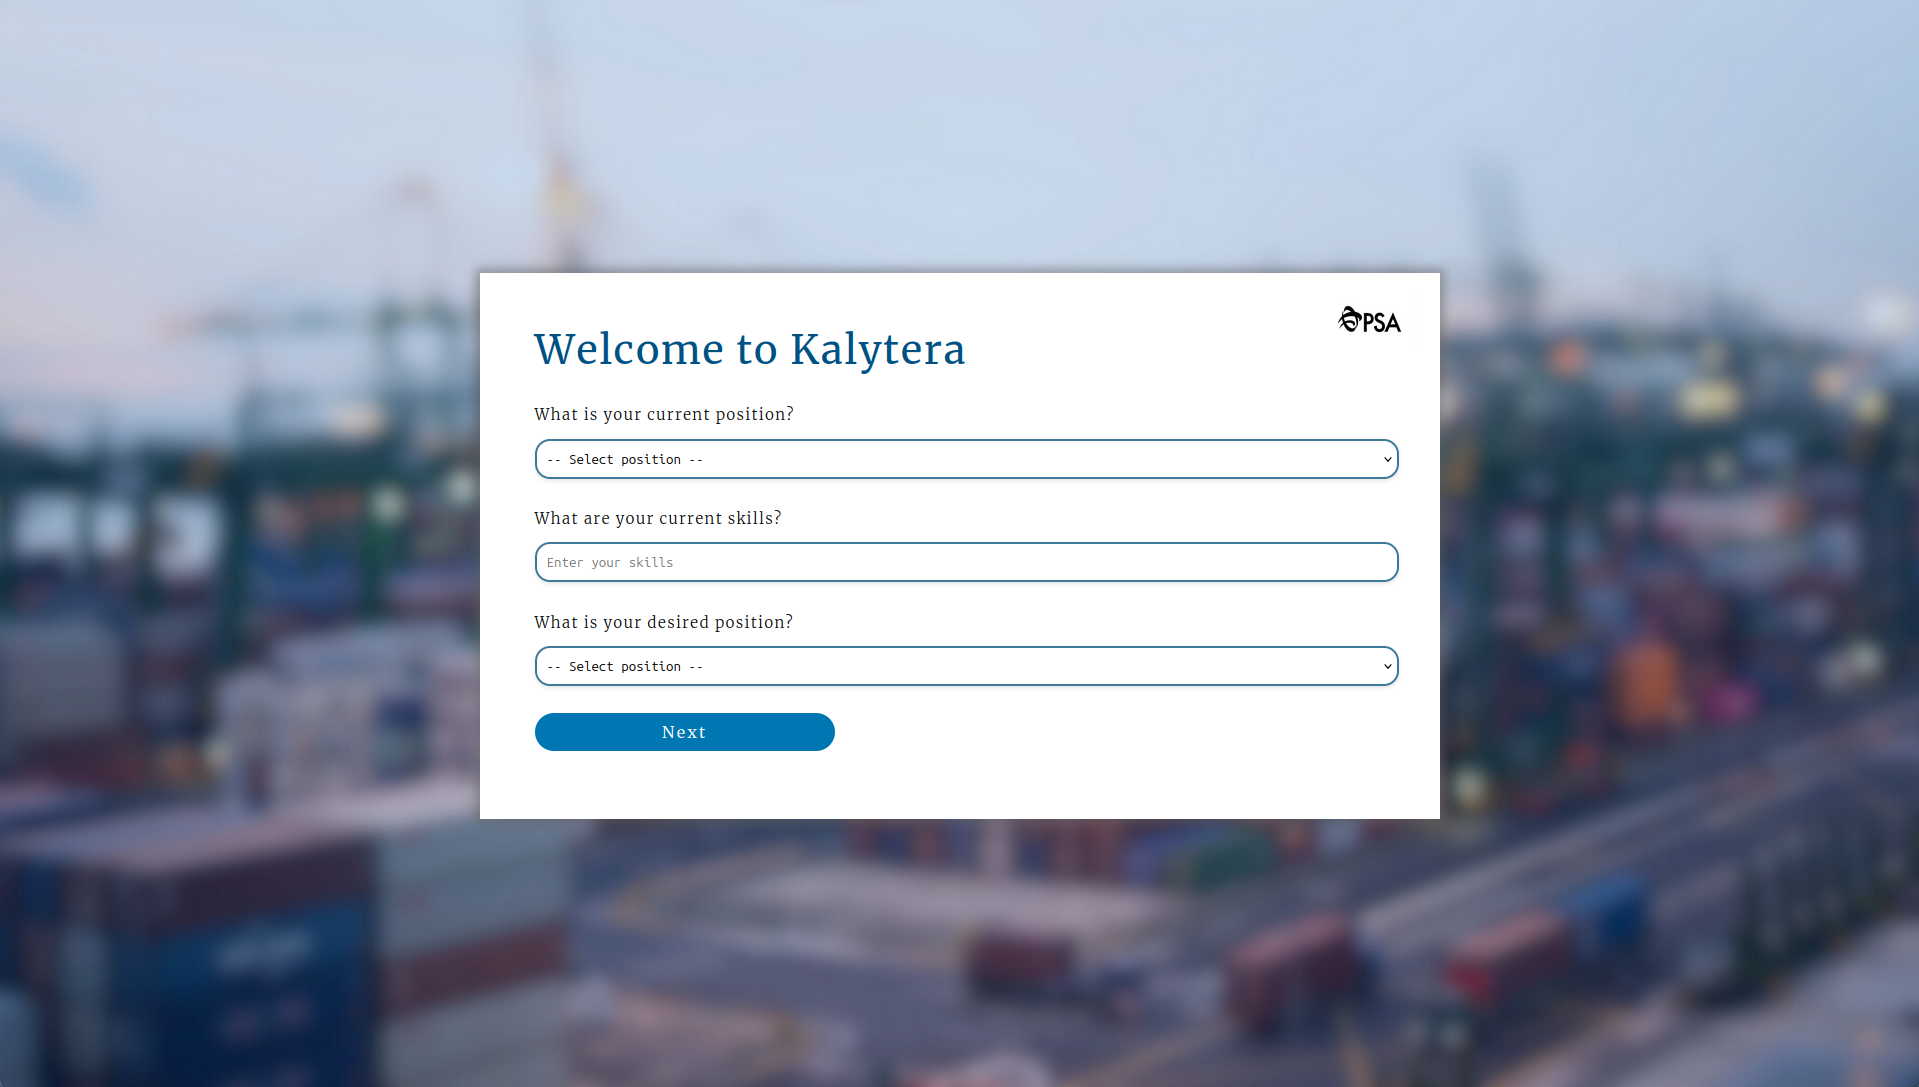 PSA
Welcome to Kalytera
What is your current position?
-- Select position --
What are your current skills?
Enter your skills
What is your desired position?
-- Select position --
Next